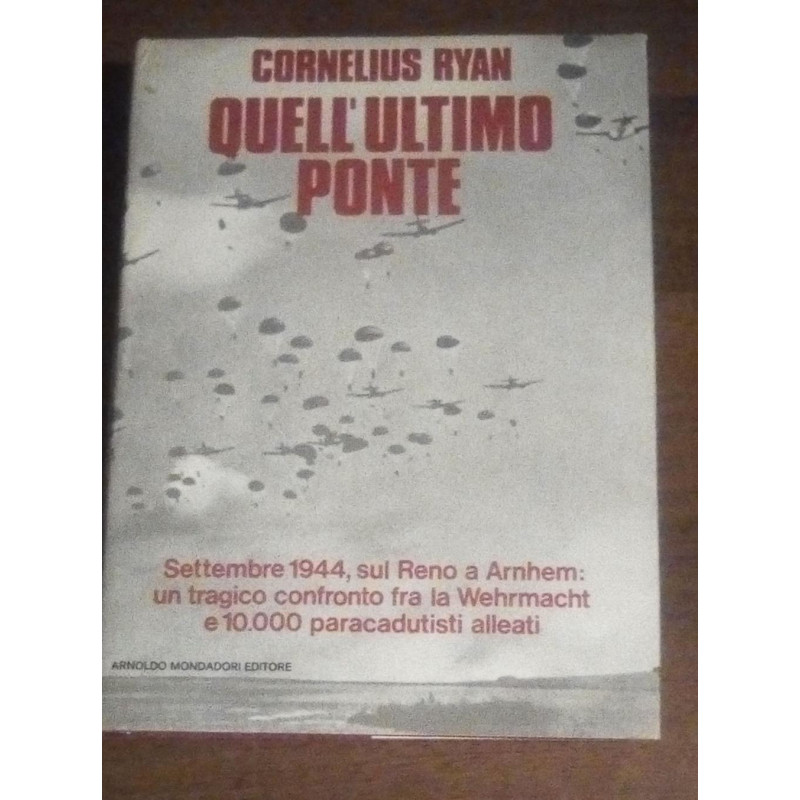 CORNELIUS RYAN
QUELL'ULTIMO
PONTE
Settembre 1944, sul Reno a Arnhem:
un tragico confronto fra la Wehrmacht
e 10.000 paracadutisti alleati
ARNOLDO MONDADORI EDITORE